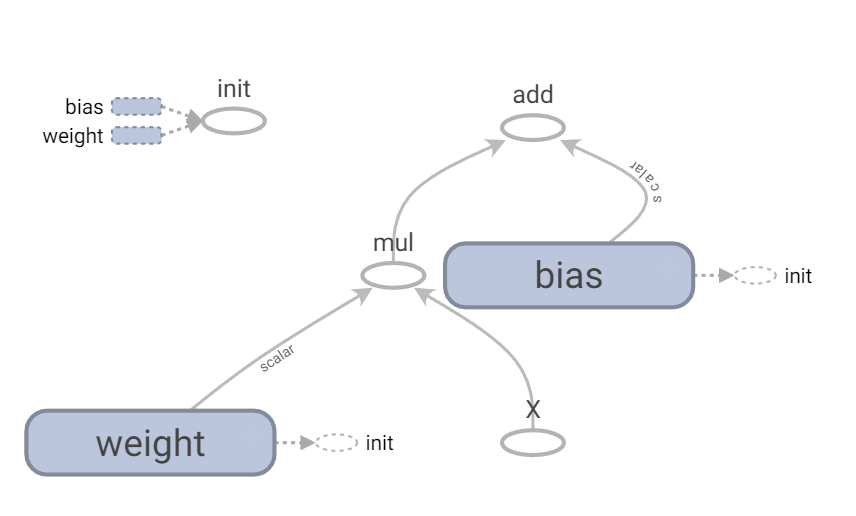 init
add
bias
weight
scalar
mul
bias
init
scalar
X
weight
init